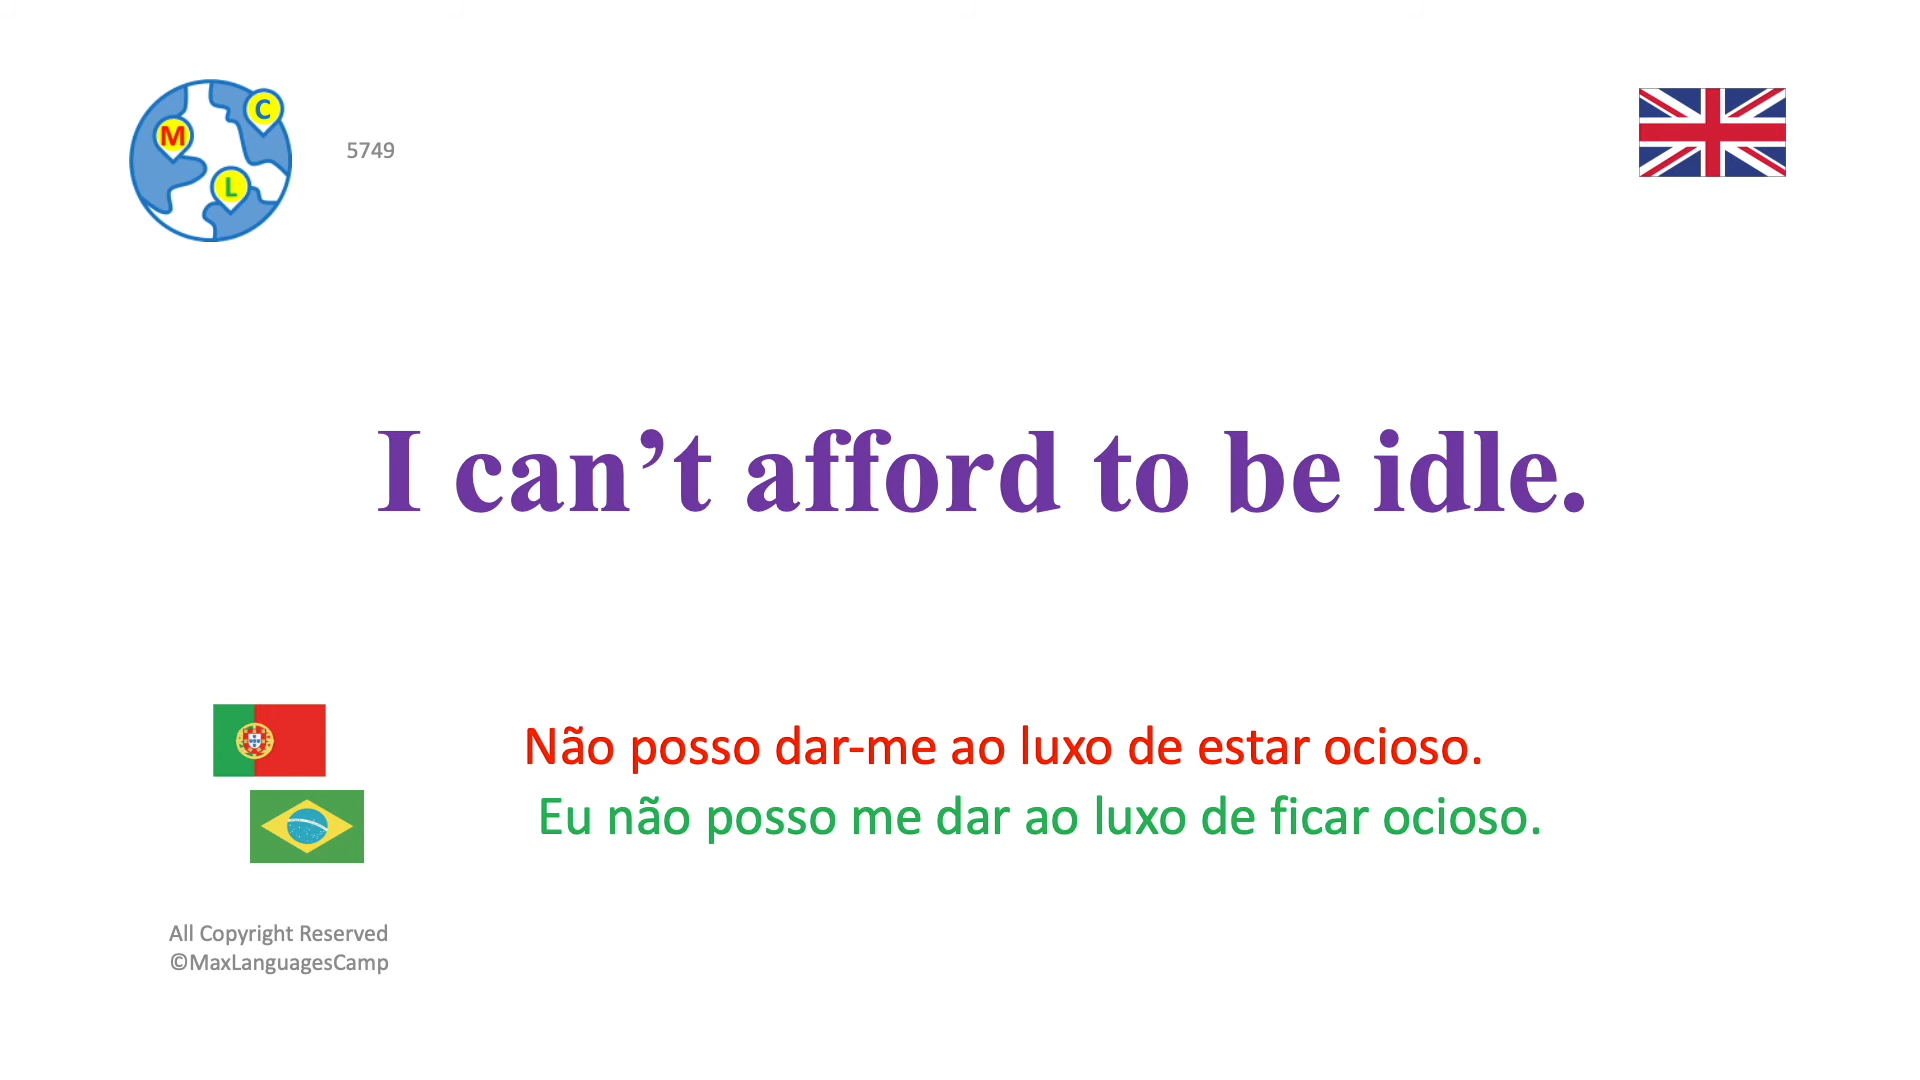 C
M
5749
L
I can’t afford to be idle.
Não posso dar-me ao luxo de estar ocioso.
Eu não posso me dar ao luxo de ficar ocioso.
All Copyright Reserved
©MaxLanguagesCamp